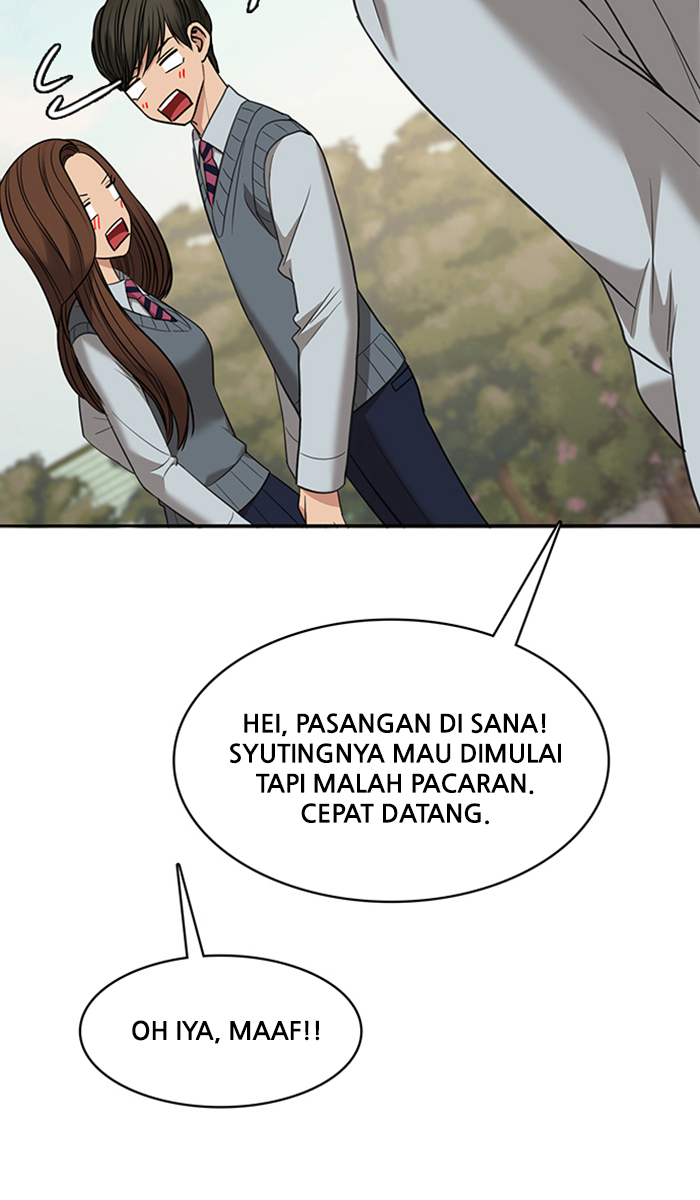 HEI, PASANGAN DI SANA!
SYUTINGNYA MAU DIMULAI
TAPI MALAH PACARAN.
CEPAT DATANG.
OH IYA, MAAF!!